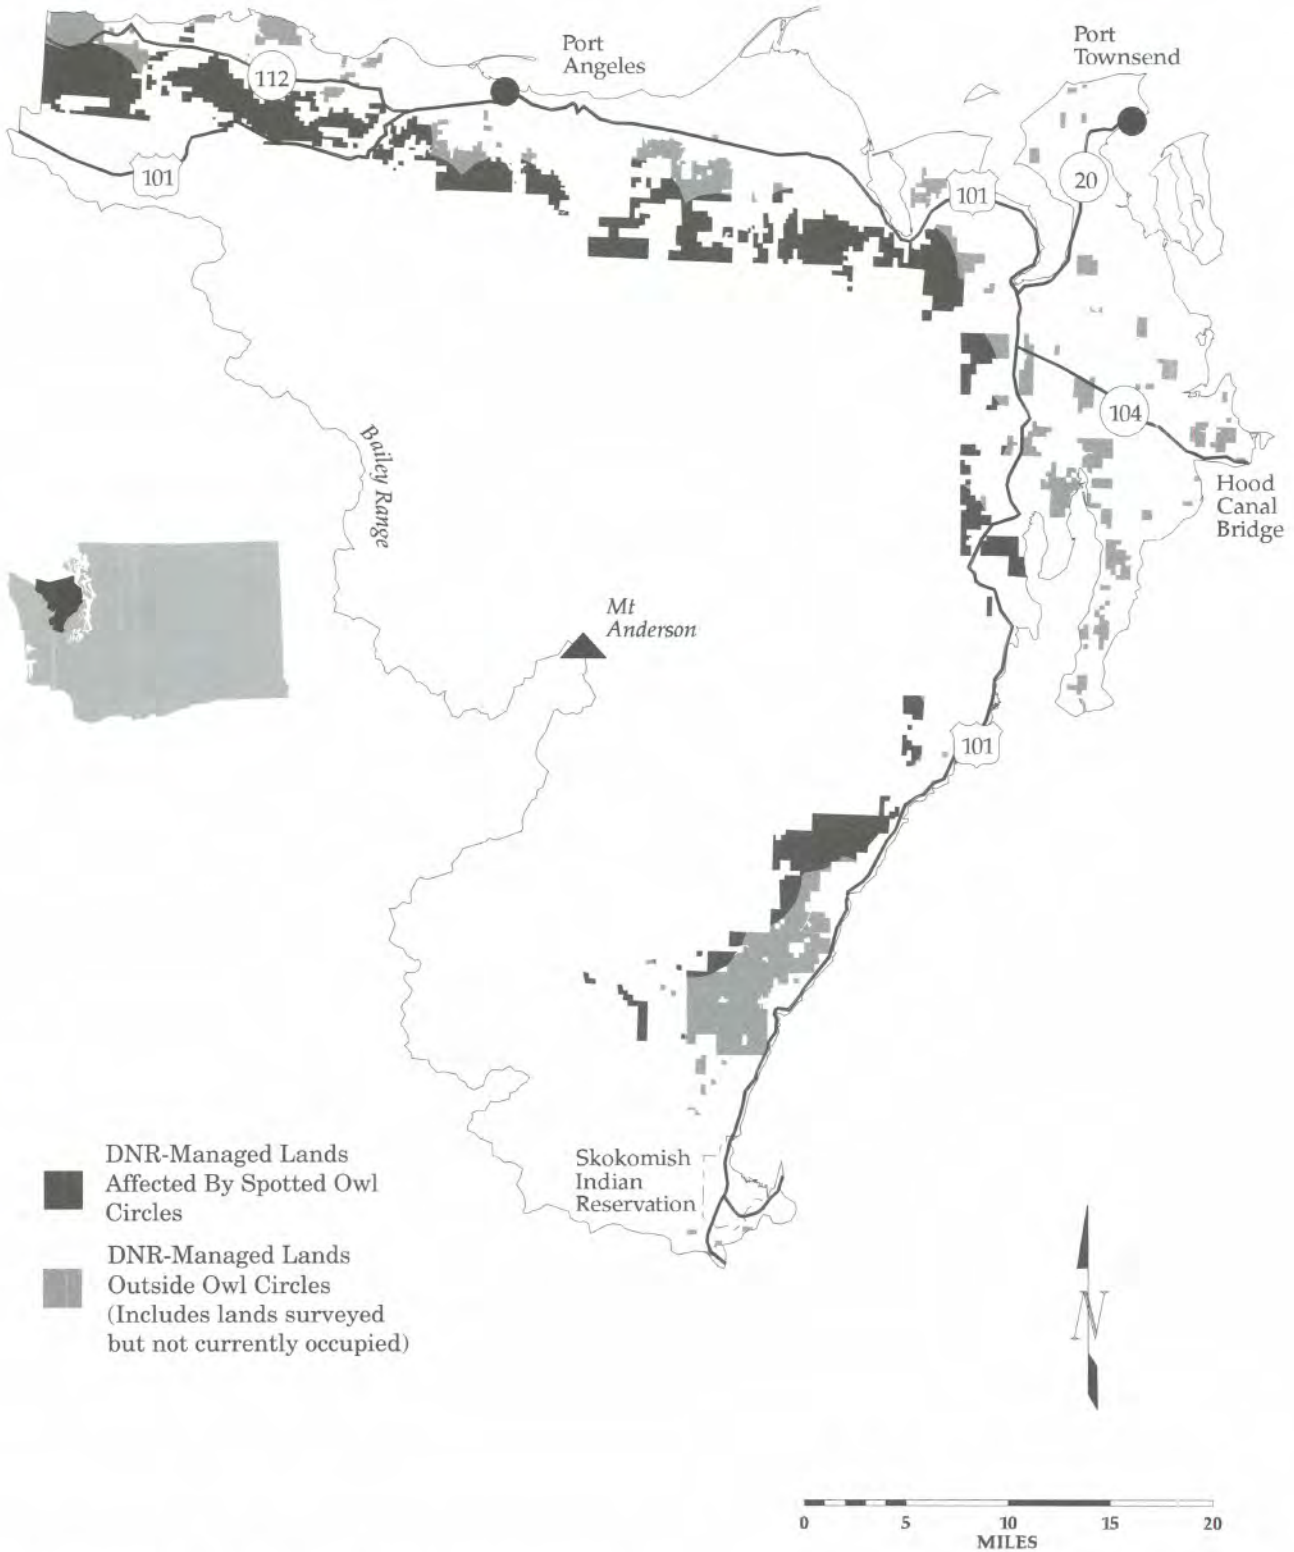 Port
Angeles
Port
Townsend
112
101
101
20
104
Hood
Canal
Bridge
Bailey Range
Mt
Anderson
101
Skokomish
Indian
Reservation
DNR-Managed Lands
Affected By Spotted Owl
Circles
DNR-Managed Lands
Outside Owl Circles
(Includes lands surveyed
but not currently occupied)
N
0 5 10 15 20
MILES